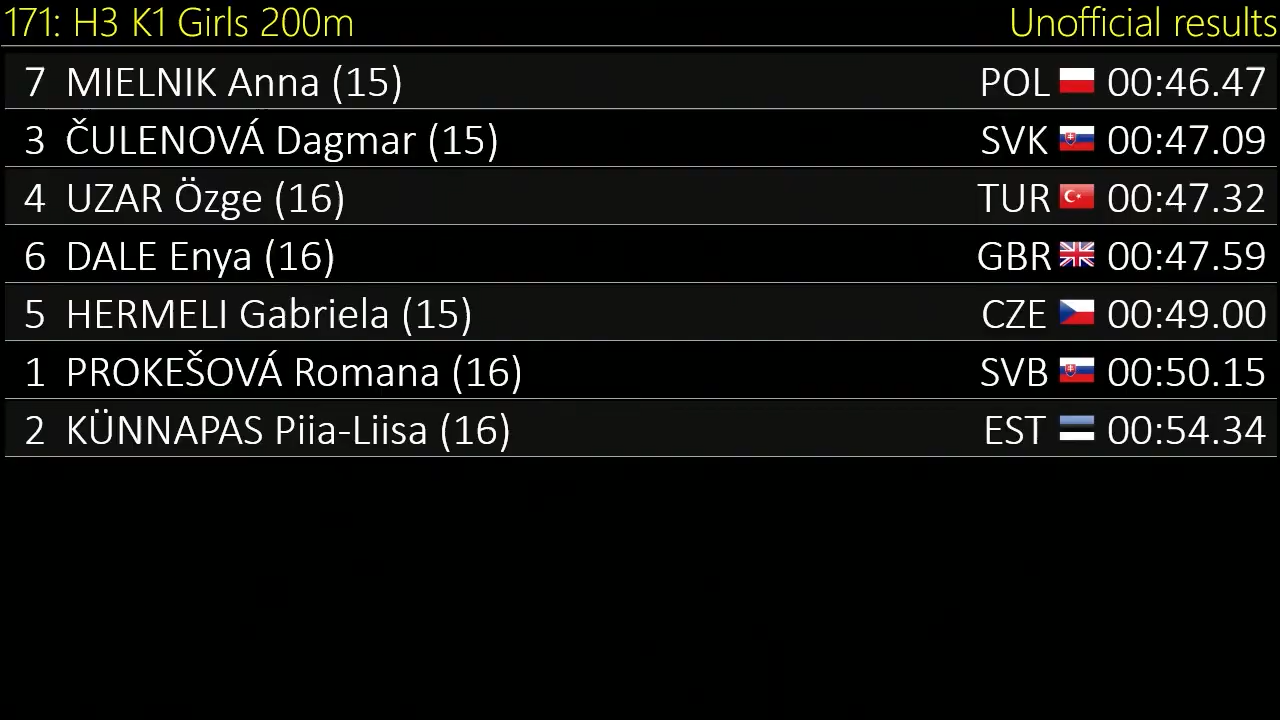 171: H3 K1 Girls 200m Unofficial results
7 MIELNIK Anna (15) POL 00:46.47
3 ČULENOVÁ Dagmar (15) SVK 00:47.09
4 UZAR Özge (16) TUR 00:47.32
6 DALE Enya (16) GBR 00:47.59
5 HERMELI Gabriela (15) CZE 00:49.00
1 PROKEŠOVÁ Romana (16) SVB 00:50.15
2 KÜNNAPAS Piia-Liisa (16) EST 00:54.34